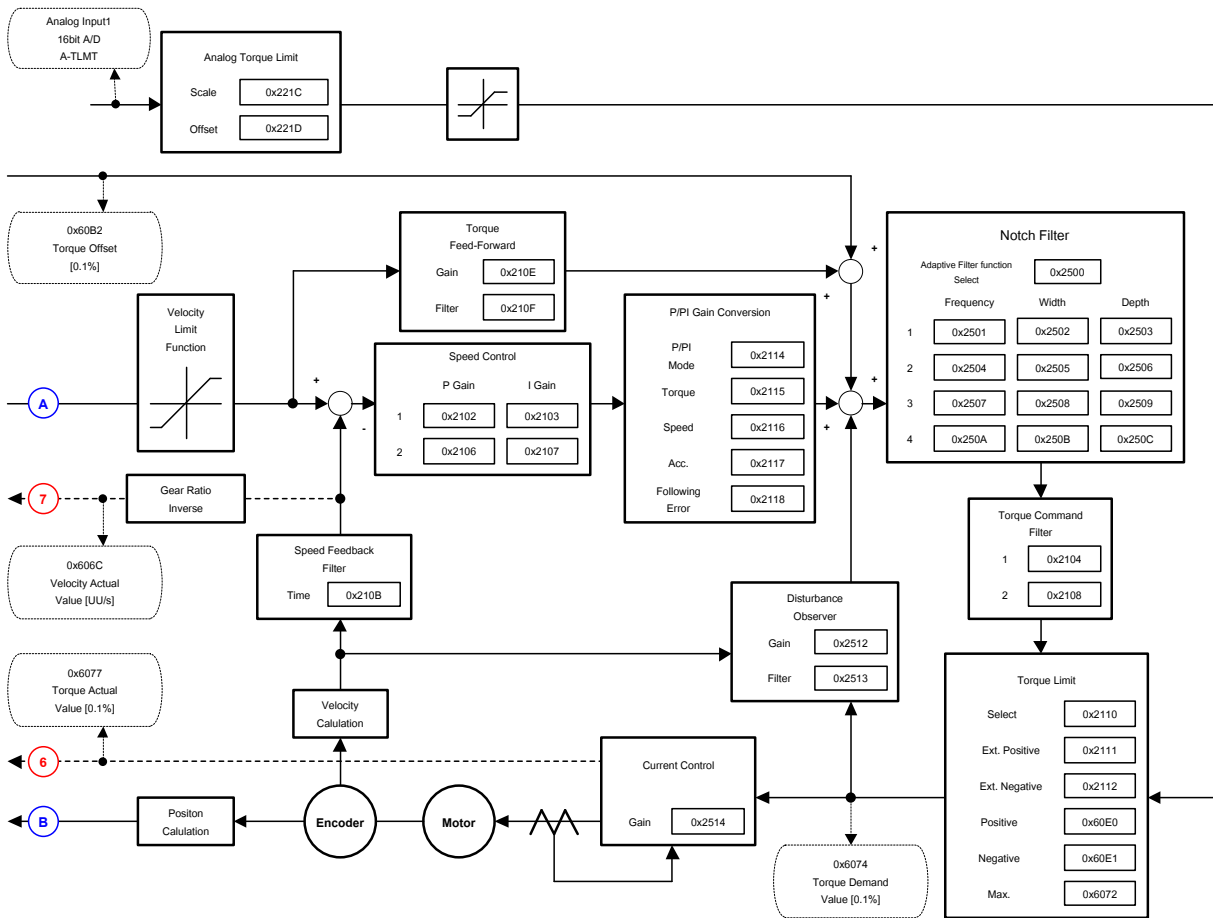 Analog Input1
16bit A/D
A-TLMT
Analog Torque Limit
Scale 0x221C
Offset 0x221D
0x60B2
Torque Offset
[0.1%]
Torque
Feed-Forward
Gain 0x210E
Filter 0x210F
+
+
Velocity
Limit
Function
A
+
-
Speed Control
P Gain I Gain
1 0x2102 0x2103
2 0x2106 0x2107
P/PI Gain Conversion
P/PI
Mode 0x2114
Torque 0x2115
Speed 0x2116
Acc. 0x2117
Following
Error 0x2118
+
+
Notch Filter
Adaptive Filter function
Select 0x2500
Frequency Width Depth
1 0x2501 0x2502 0x2503
2 0x2504 0x2505 0x2506
3 0x2507 0x2508 0x2509
4 0x250A 0x250B 0x250C
7
Gear Ratio
Inverse
0x606C
Velocity Actual
Value [UU/s]
Speed Feedback
Filter
Time 0x210B
Torque Command
Filter
1 0x2104
2 0x2108
Disturbance
Observer
Gain 0x2512
Filter 0x2513
0x6077
Torque Actual
Value [0.1%]
Velocity
Calulation
6
Current Control
Gain 0x2514
Torque Limit
Select 0x2110
Ext. Positive 0x2111
Ext. Negative 0x2112
Positive 0x60E0
Negative 0x60E1
Max. 0x6072
B
Positon
Calulation
Encoder
Motor
0x6074
Torque Demand
Value [0.1%]